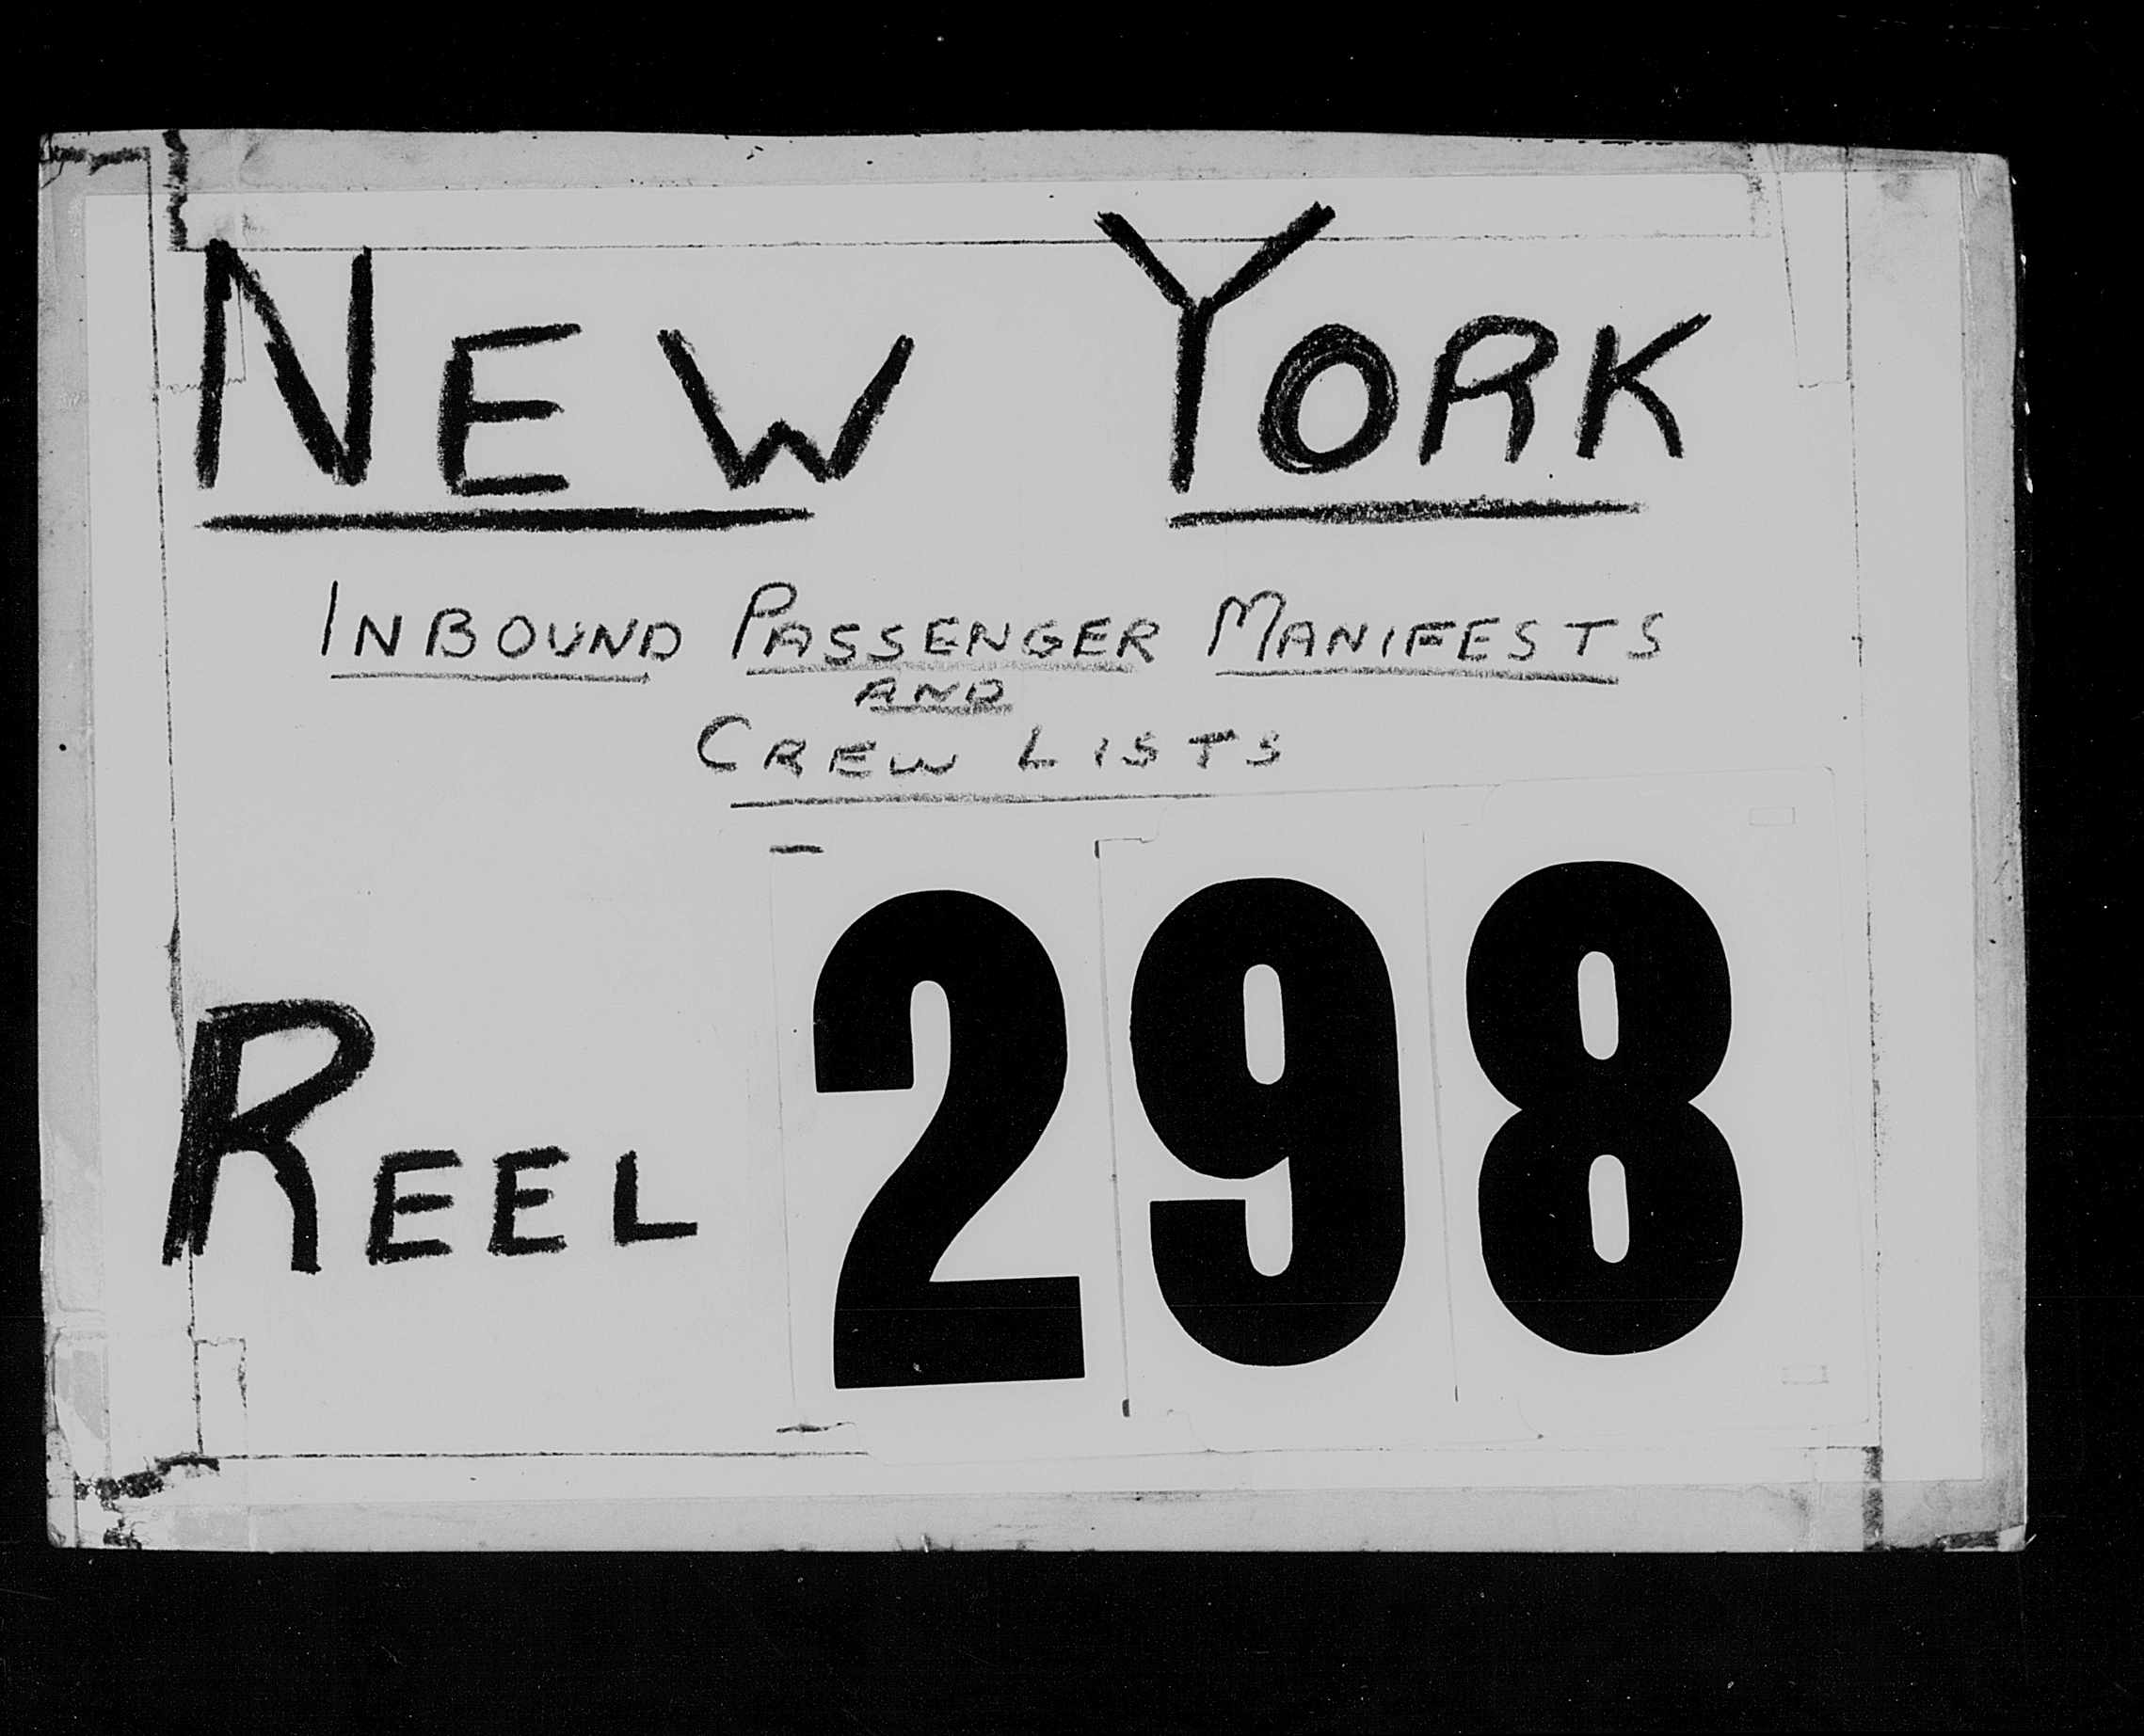 NEW YORK
INBOUND PASSENGER MANIFESTS
AND
CREW LISTS
REEL 298